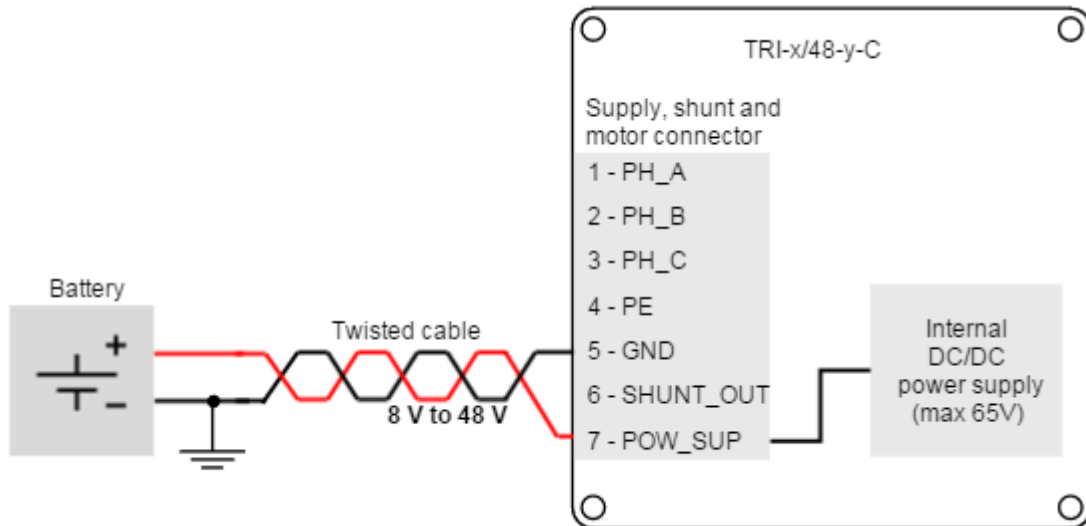 TRI-x/48-y-C
Supply, shunt and
motor connector
1 - PH_A
2 - PH_B
3 - PH_C
4 - PE
5 - GND
6 - SHUNT_OUT
7 - POW_SUP
Battery
+
−
Twisted cable
8 V to 48 V
Internal
DC/DC
power supply
(max 65V)